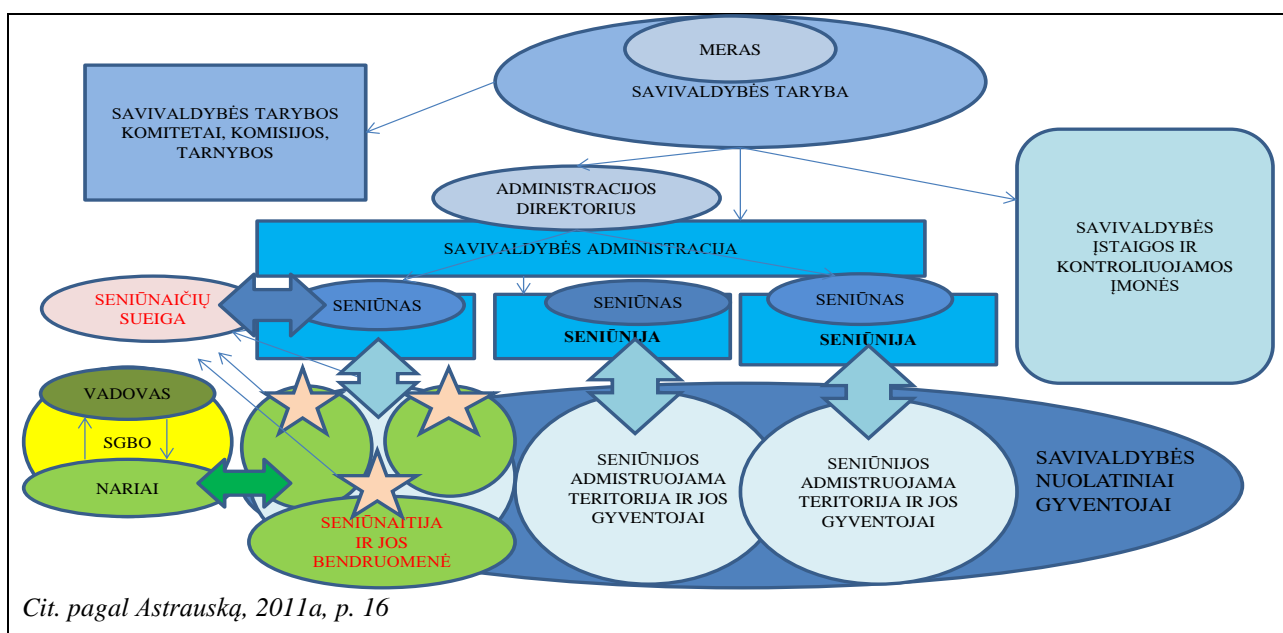 MERAS
SAVIVALDYBĖS TARYBA
SAVIVALDYBĖS TARYBOS
KOMITETAI, KOMISIJOS,
TARNYBOS
ADMINISTRACIJOS
DIREKTORIUS
SAVIVALDYBĖS ADMINISTRACIJA
SAVIVALDYBĖS
ĮSTAIGOS IR
KONTROLIUOJAMOS
ĮMONĖS
SENIŪNAIČIŲ
SUEIGA
SENIŪNAS
SENIŪNAS
SENIŪNIJA
SENIŪNAS
SENIŪNIJA
VADOVAS
SGBO
NARIAI
SENIŪNAITIJA
IR JOS
BENDRUOMENĖ
SENIŪNIJOS
ADMISTRUOJAMA
TERITORIJA IR JOS
GYVENTOJAI
SENIŪNIJOS
ADMISTRUOJAMA
TERITORIJA IR JOS
GYVENTOJAI
SAVIVALDYBĖS
NUOLATINIAI
GYVENTOJAI
Cit. pagal Astrauską, 2011a, p. 16